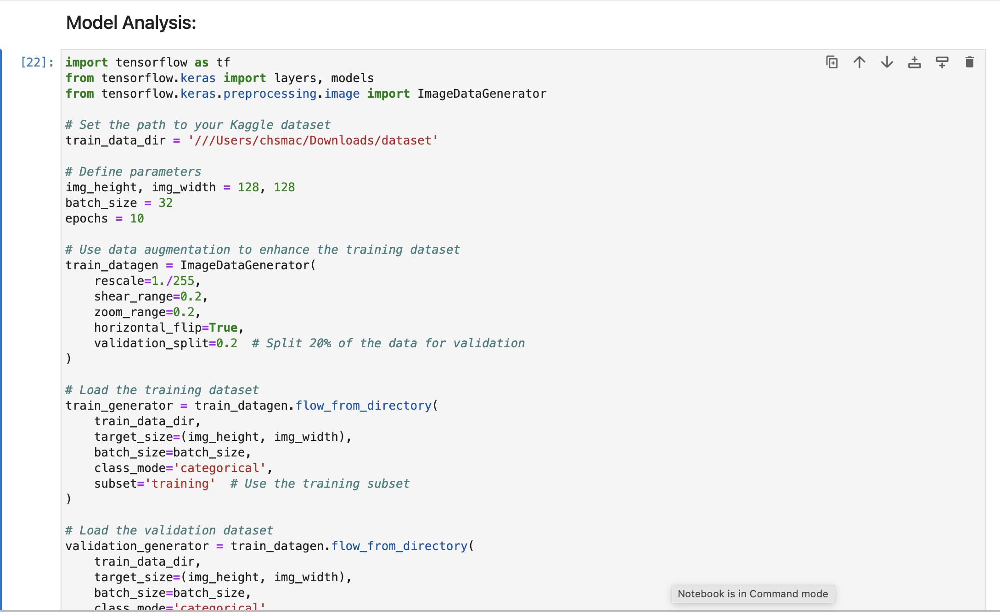 Model Analysis:
[22]:
import tensorflow as tf
from tensorflow.keras import layers, models
from tensorflow.keras.preprocessing.image import ImageDataGenerator

# Set the path to your Kaggle dataset
train_data_dir = '///Users/chsmac/Downloads/dataset'

# Define parameters
img_height, img_width = 128, 128
batch_size = 32
epochs = 10

# Use data augmentation to enhance the training dataset
train_datagen = ImageDataGenerator(
    rescale=1./255,
    shear_range=0.2,
    zoom_range=0.2,
    horizontal_flip=True,
    validation_split=0.2  # Split 20% of the data for validation
)

# Load the training dataset
train_generator = train_datagen.flow_from_directory(
    train_data_dir,
    target_size=(img_height, img_width),
    batch_size=batch_size,
    class_mode='categorical',
    subset='training'  # Use the training subset
)

# Load the validation dataset
validation_generator = train_datagen.flow_from_directory(
    train_data_dir,
    target_size=(img_height, img_width),
    batch_size=batch_size,
    class_mode='categorical'
Notebook is in Command mode